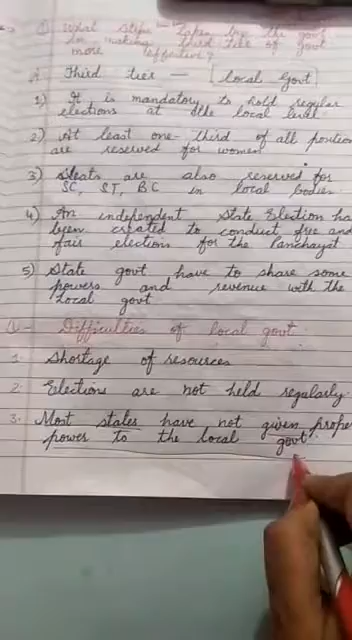 Q) What steps taken by the govt
in making third tier of govt
more effective?
A. Third tier — [Local Govt]
1) It is mandatory to hold regular
elections at the local level.
2) At least one-third of all position
are reserved for women
3) Seats are also reserved for
SC, ST, BC in local bodies
4) An independent State Election ha
been created to conduct free and
fair elections for the Panchayat
5) State govt have to share some
powers and revenue with the
Local govt
Q- Difficulties of local govt.
1. Shortage of resources
2. Elections are not held regularly
3. Most states have not given prope
power to the local govt.